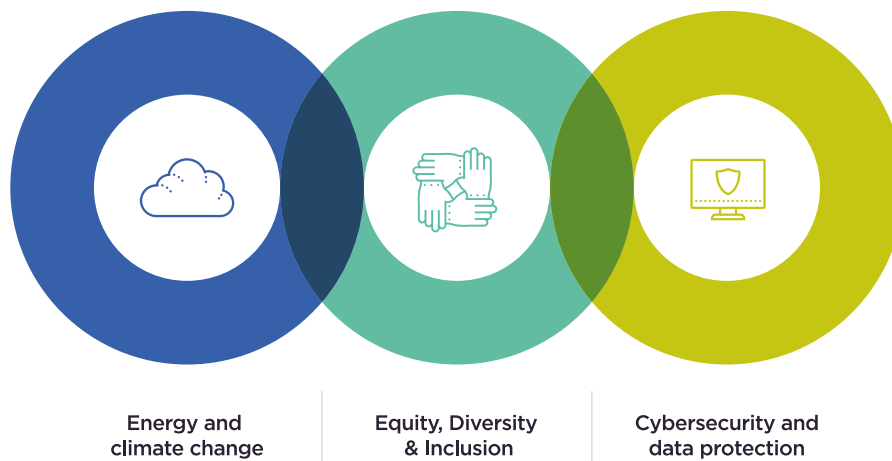 Energy and
climate change
Equity, Diversity
& Inclusion
Cybersecurity and
data protection